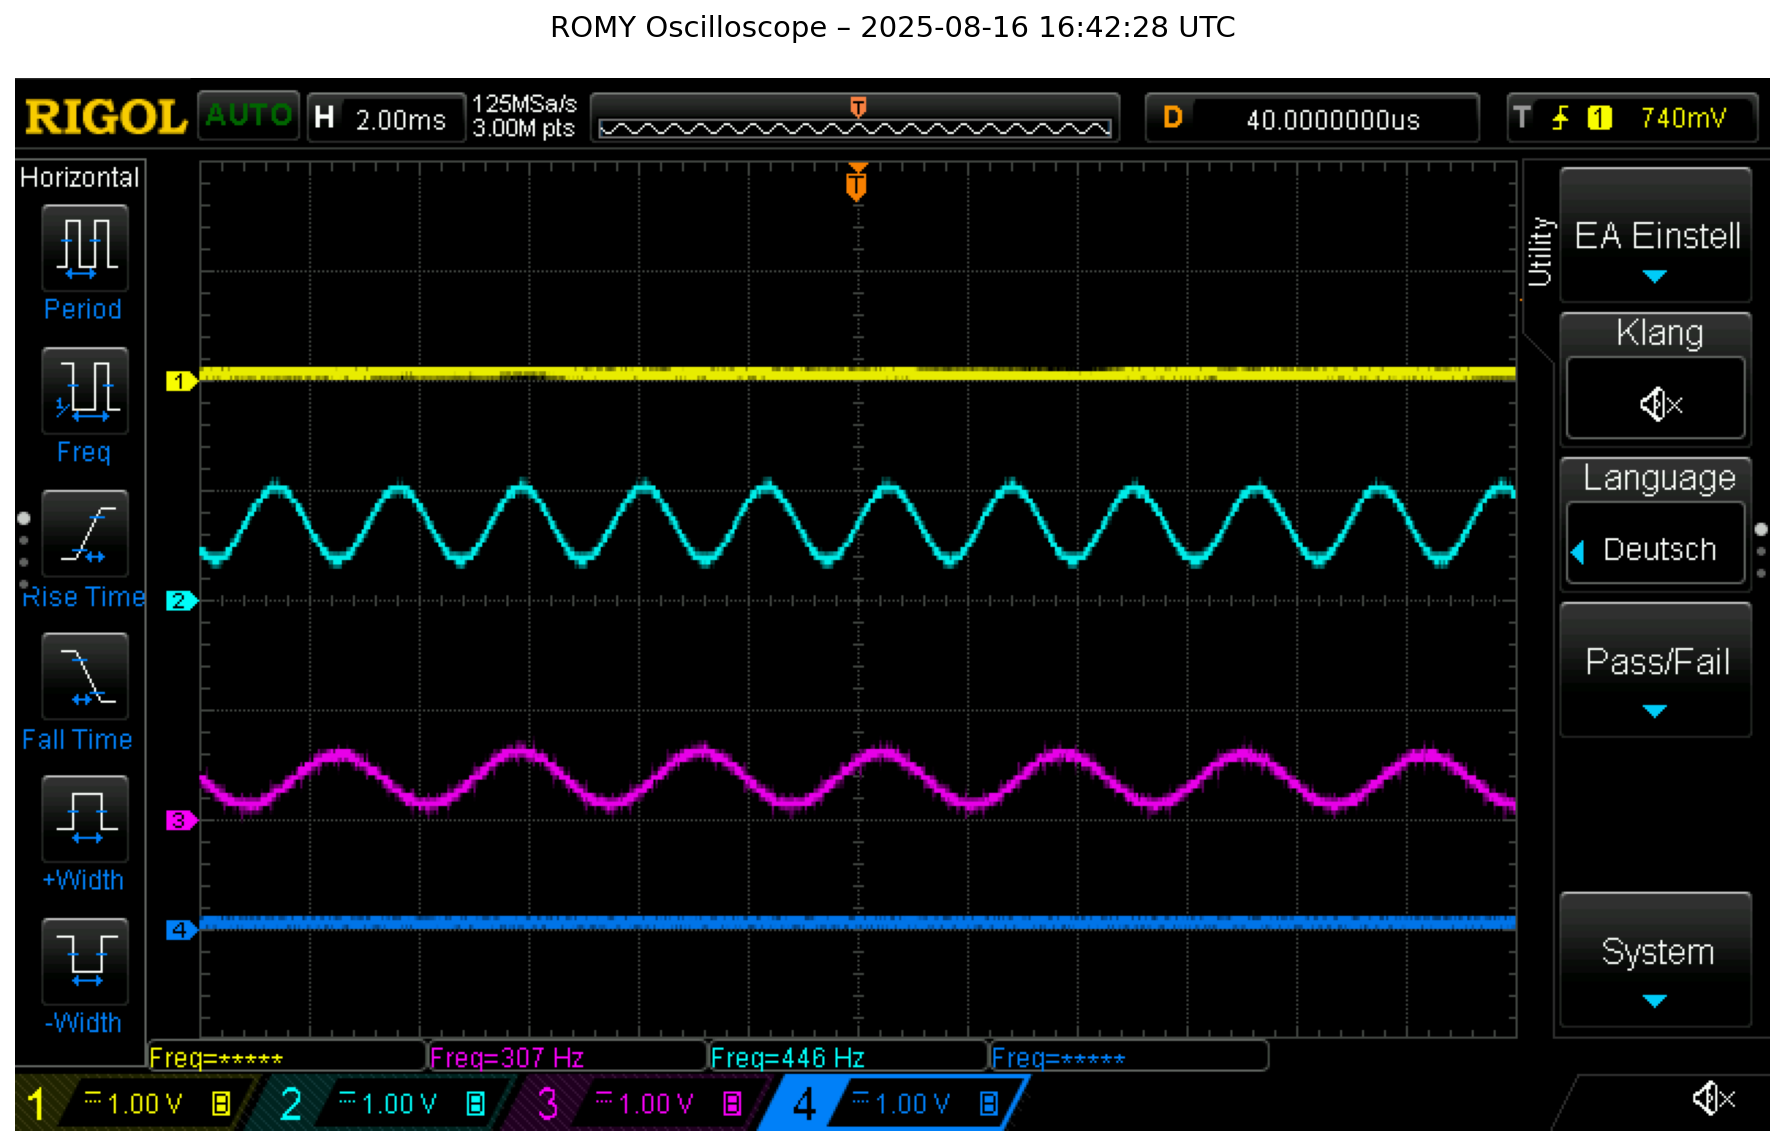 ROMY Oscilloscope – 2025-08-16 16:42:28 UTC
RIGOL AUTO H 2.00ms 125MSa/s 3.00M pts T D 40.0000000us T 1 740mV
Horizontal
Period
Freq
Rise Time
Fall Time
+Width
-Width
T
1
2
3
4
Utility
EA Einstell
Klang
Language
Deutsch
Pass/Fail
System
Freq=***** Freq=307 Hz Freq=446 Hz Freq=*****
1 1.00 V B 2 1.00 V B 3 1.00 V B 4 1.00 V B